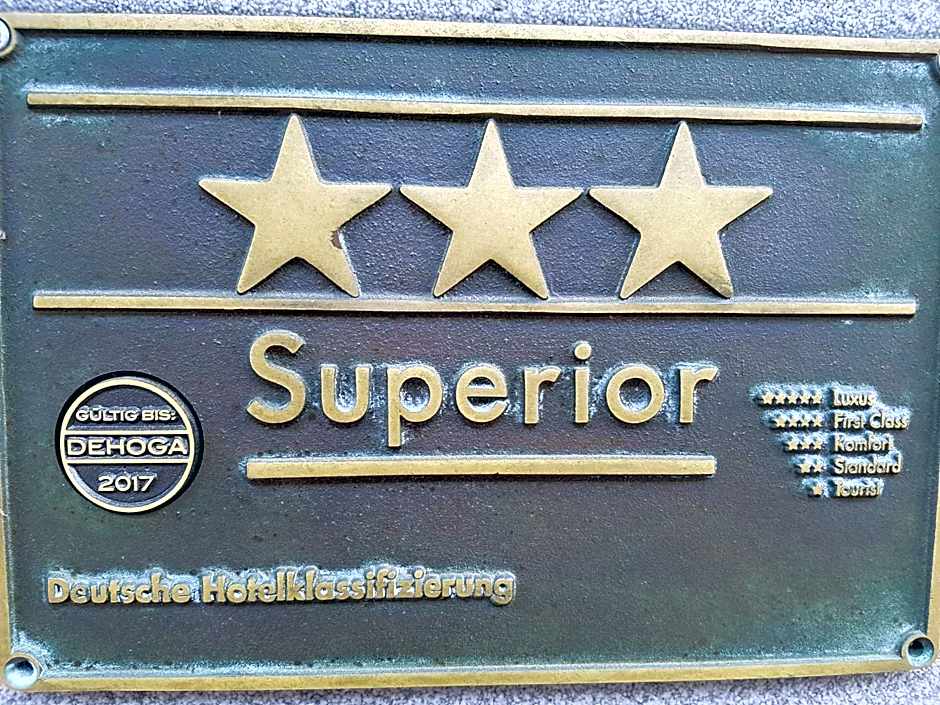 Superior
GÜLTIG BIS:
DEHOGA
2017
Luxus
First Class
Komfort
Standard
Tourist
Deutsche Hotelklassifizierung